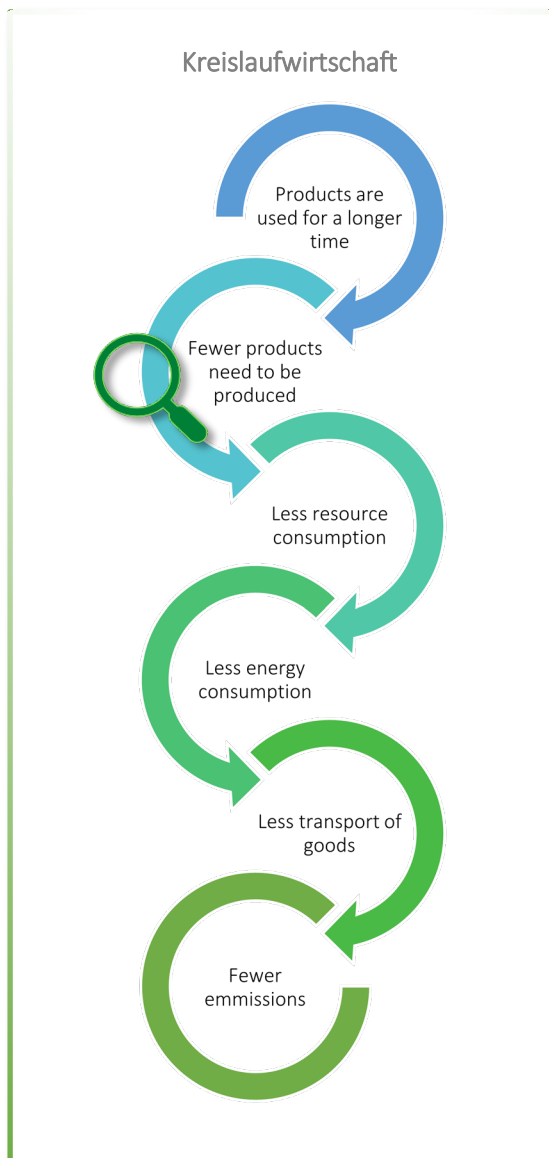 Kreislaufwirtschaft
Products are
used for a longer
time
Fewer products
need to be
produced
Less resource
consumption
Less energy
consumption
Less transport of
goods
Fewer
emmissions